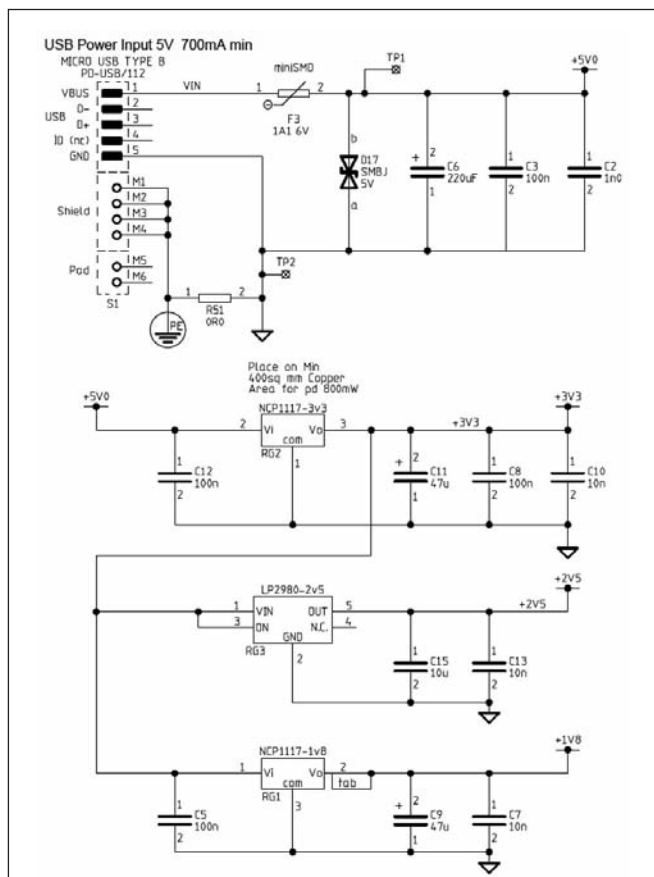 USB Power Input 5V 700mA min
MICRO USB TYPE B
PD-USB/112
VBUS 1 VIN 1 miniSMD 2 TP1 +5V0
D- 2
USB
D+ 3
F3
1A1 6V
ID (nc) 4
GND 5
b
D17
SMBJ
5V
a
+ 2
C6
220uF
1
1
C3
100n
2
1
C2
1n0
2
Shield
M1
M2
M3
M4
Pad
M5
M6
S1
TP2
1 2
R51
0R0
PE
Place on Min
400sq mm Copper
Area for pd 800mW
+5V0
NCP1117-3v3
2 Vi Vo 3
com
RG2
1
+3V3
+3V3
1
C12
100n
2
+ 2
C11
47u
1
1
C8
100n
2
1
C10
10n
2
LP2980-2v5
1 VIN OUT 5
3 ON N.C. 4
GND
RG3
2
+2V5
+2V5
1
C15
10u
2
1
C13
10n
2
NCP1117-1v8
1 Vi Vo 2
com
tab
RG1
3
+1V8
1
C5
100n
2
+ 2
C9
47u
1
1
C7
10n
2